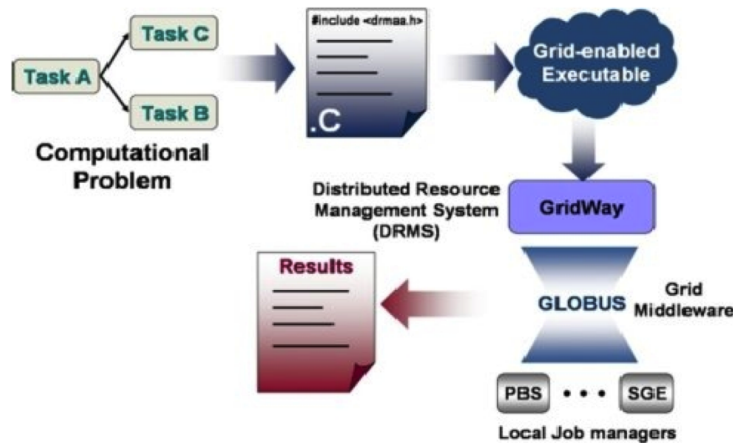 #include <drmaa.h>
Task C
Task A
Task B
Computational
Problem
.C
Grid-enabled
Executable
Distributed Resource
Management System
(DRMS)
GridWay
Results
GLOBUS
Grid
Middleware
PBS • • • SGE
Local Job managers